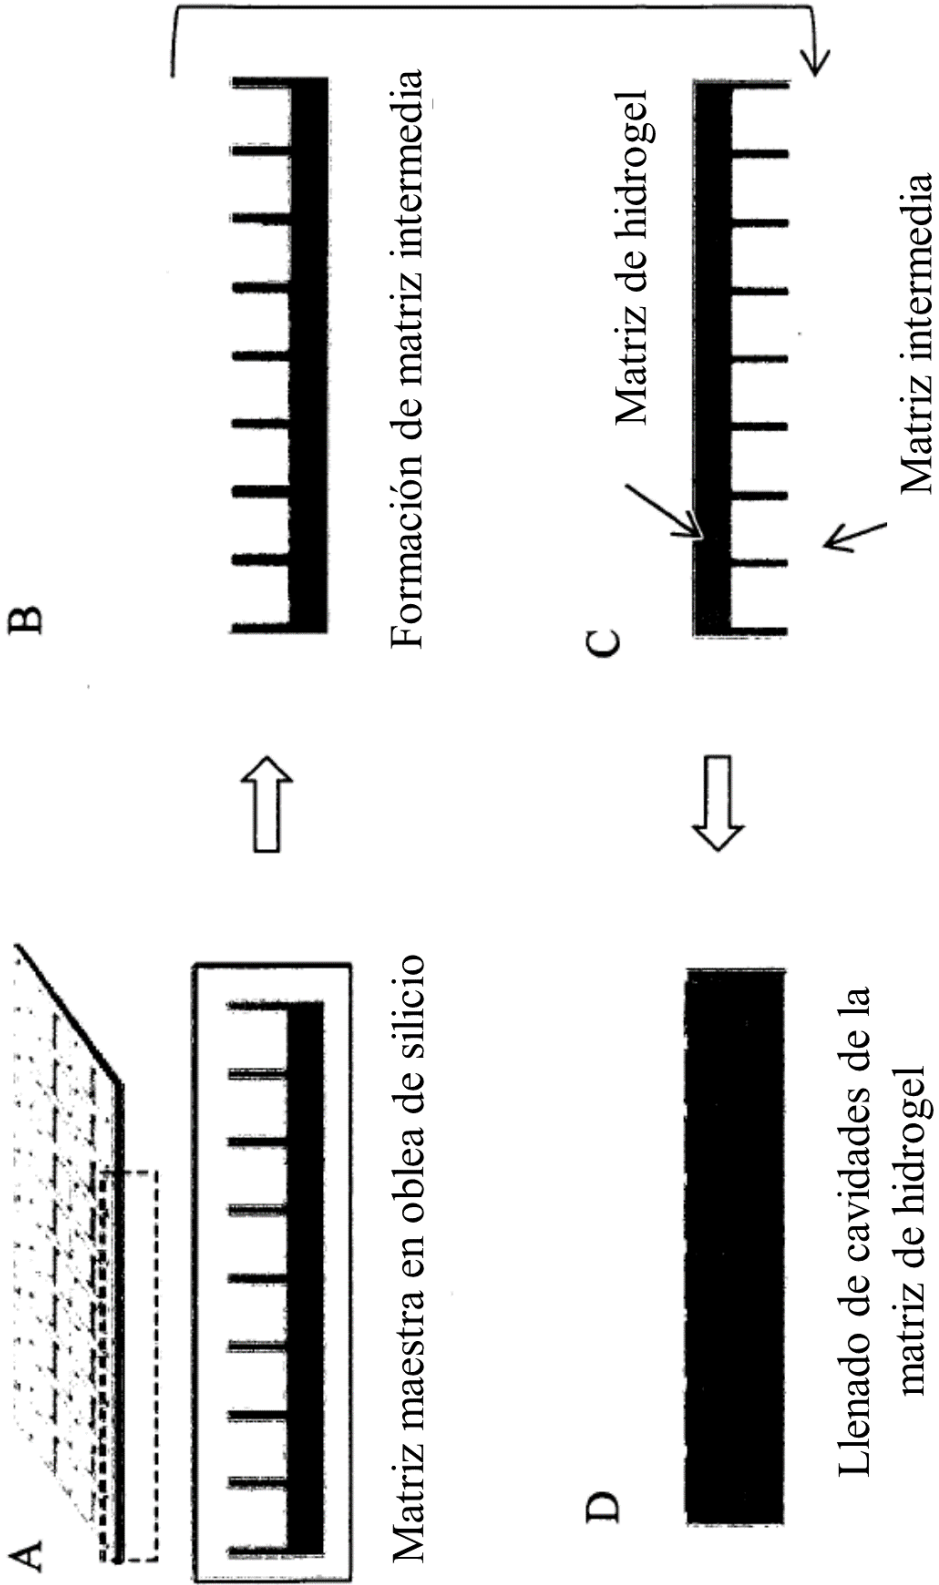 A
Matriz maestra en oblea de silicio
B
Formación de matriz intermedia
C
Matriz de hidrogel
Matriz intermedia
D
Llenado de cavidades de la
matriz de hidrogel